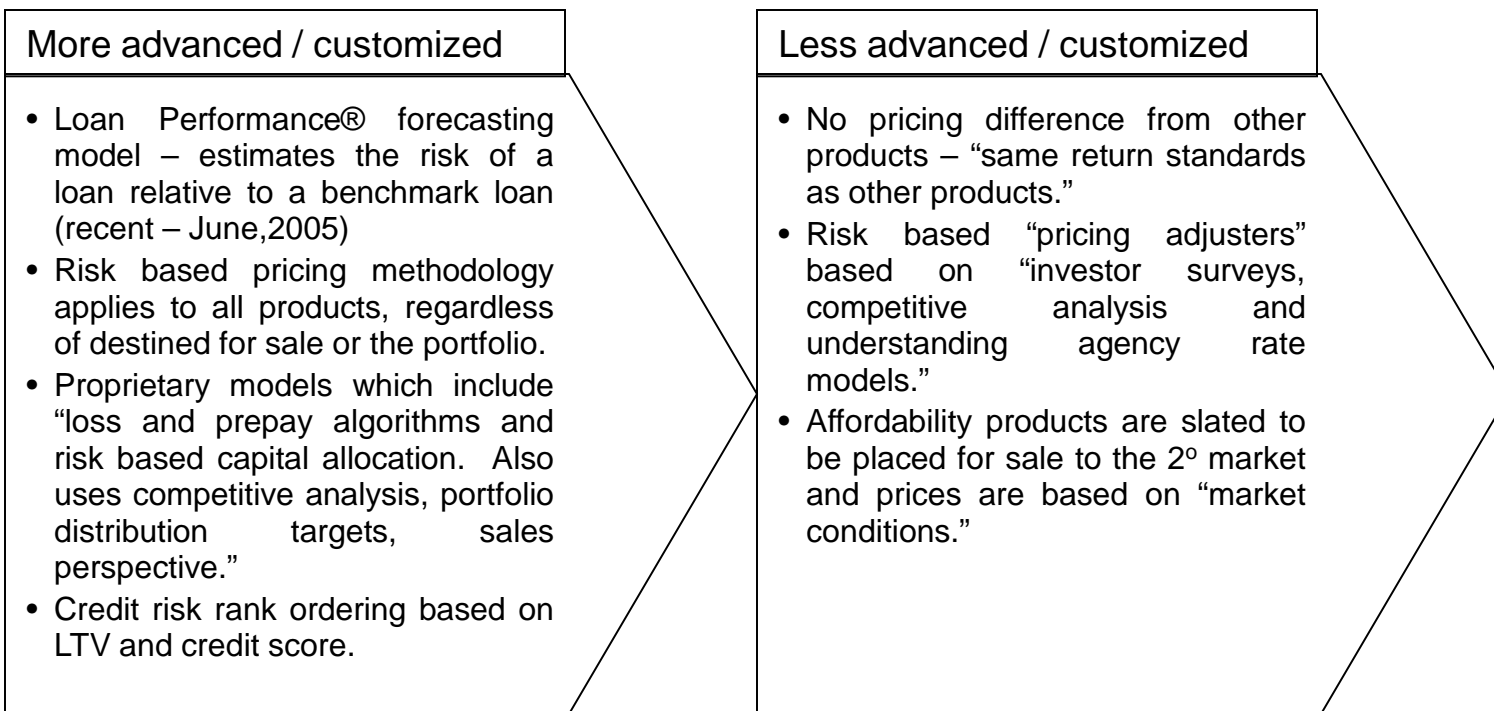 More advanced / customized
• Loan Performance® forecasting
model – estimates the risk of a
loan relative to a benchmark loan
(recent – June,2005)
• Risk based pricing methodology
applies to all products, regardless
of destined for sale or the portfolio.
• Proprietary models which include
“loss and prepay algorithms and
risk based capital allocation. Also
uses competitive analysis, portfolio
distribution targets, sales
perspective.”
• Credit risk rank ordering based on
LTV and credit score.
Less advanced / customized
• No pricing difference from other
products – “same return standards
as other products.”
• Risk based “pricing adjusters”
based on “investor surveys,
competitive analysis and
understanding agency rate
models.”
• Affordability products are slated to
be placed for sale to the 2º market
and prices are based on “market
conditions.”